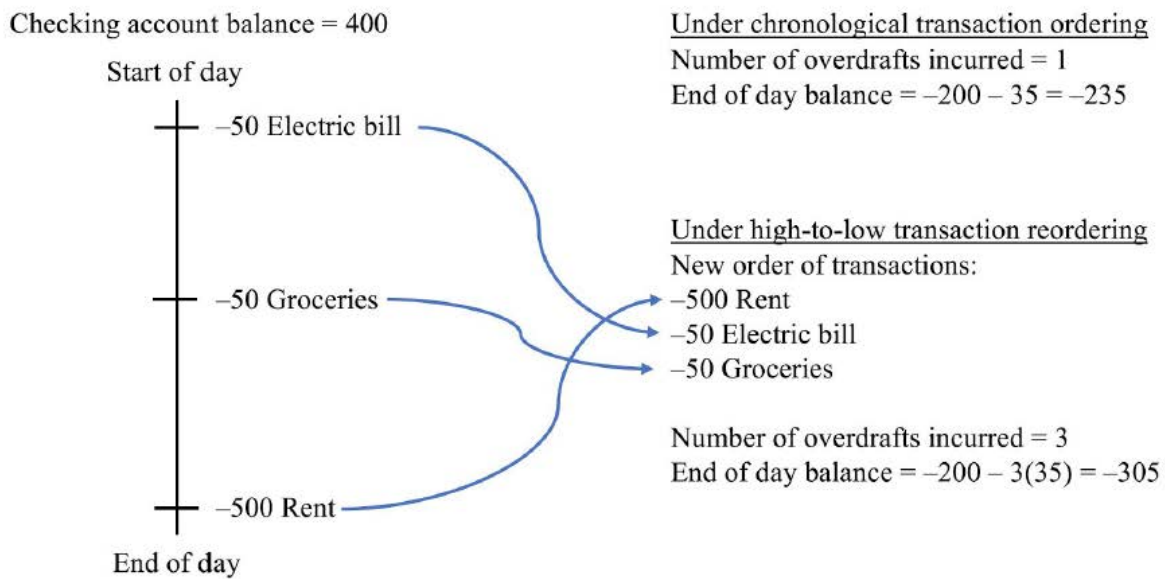 Checking account balance = 400
Start of day
–50 Electric bill
–50 Groceries
–500 Rent
End of day
Under chronological transaction ordering
Number of overdrafts incurred = 1
End of day balance = –200 – 35 = –235
Under high-to-low transaction reordering
New order of transactions:
–500 Rent
–50 Electric bill
–50 Groceries
Number of overdrafts incurred = 3
End of day balance = –200 – 3(35) = –305